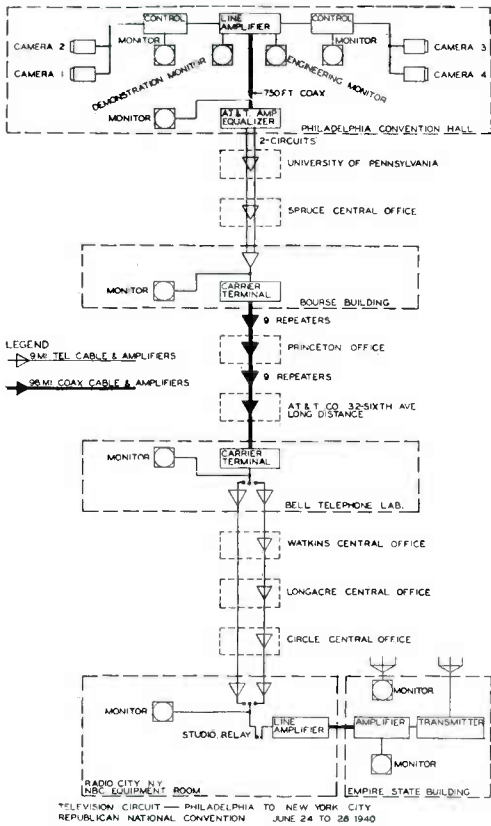 CONTROL
LINE AMPLIFIER
CONTROL
CAMERA 2
MONITOR
MONITOR
CAMERA 3
CAMERA 1
DEMONSTRATION MONITOR
ENGINEERING MONITOR
CAMERA 4
750 FT COAX
MONITOR
AT&T. AMP
EQUALIZER
PHILADELPHIA CONVENTION HALL
2-CIRCUITS
UNIVERSITY OF PENNSYLVANIA
SPRUCE CENTRAL OFFICE
MONITOR
CARRIER
TERMINAL
BOURSE BUILDING
9 REPEATERS
LEGEND
9 MI TEL CABLE & AMPLIFIERS
PRINCETON OFFICE
9 REPEATERS
98 MI COAX CABLE & AMPLIFIERS
AT & T CO 32-SIXTH AVE
LONG DISTANCE
MONITOR
CARRIER
TERMINAL
BELL TELEPHONE LAB.
WATKINS CENTRAL OFFICE
LONGACRE CENTRAL OFFICE
CIRCLE CENTRAL OFFICE
MONITOR
MONITOR
STUDIO, RELAY
LINE
AMPLIFIER
AMPLIFIER
TRANSMITTER
MONITOR
RADIO CITY N.Y.
NBC EQUIPMENT ROOM
EMPIRE STATE BUILDING
TELEVISION CIRCUIT — PHILADELPHIA TO NEW YORK CITY
REPUBLICAN NATIONAL CONVENTION JUNE 24 TO 28 1940